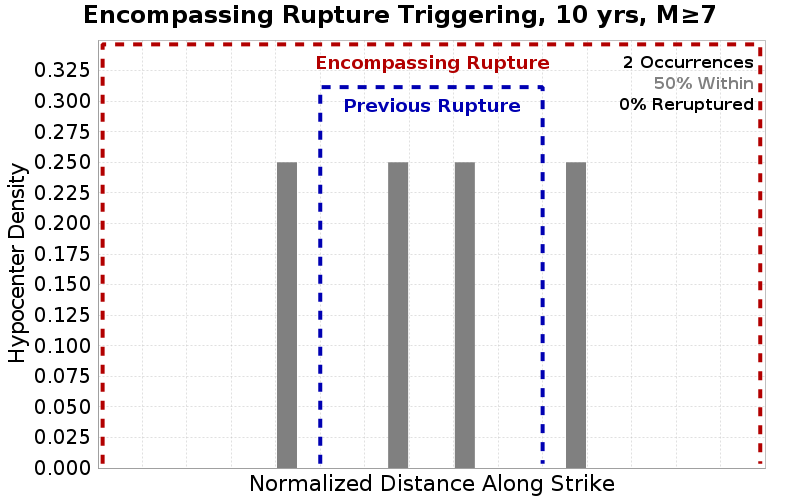 Encompassing Rupture Triggering, 10 yrs, M≥7
Encompassing Rupture
2 Occurrences
50% Within
Previous Rupture
0% Reruptured
Hypocenter Density
0.325
0.300
0.275
0.250
0.225
0.200
0.175
0.150
0.125
0.100
0.075
0.050
0.025
0.000
Normalized Distance Along Strike